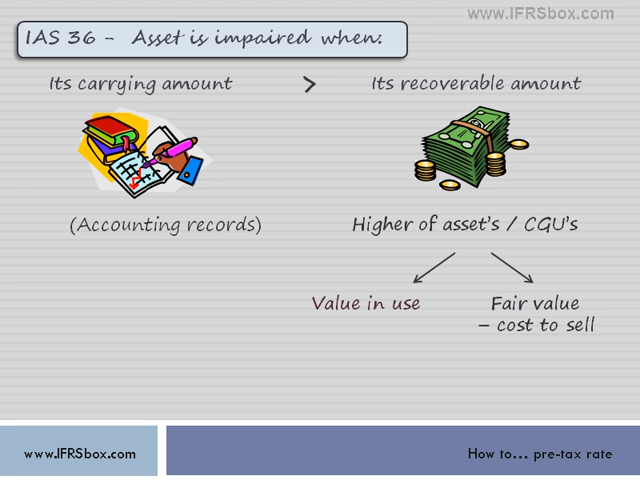 www.IFRSbox.com
IAS 36 - Asset is impaired when:
Its carrying amount > Its recoverable amount
(Accounting records) Higher of asset's / CGU's
Value in use Fair value
– cost to sell
www.IFRSbox.com How to... pre-tax rate